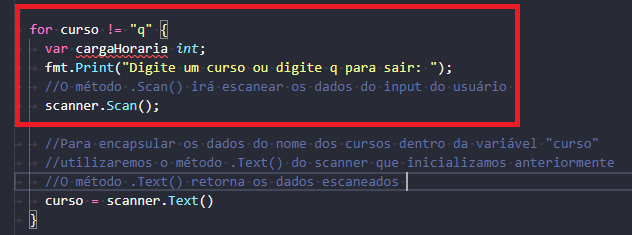 for curso != "q" {
var cargaHoraria int;
fmt.Print("Digite um curso ou digite q para sair: ");
//O método .Scan() irá escanear os dados do input do usuário
scanner.Scan();
//Para encapsular os dados do nome dos cursos dentro da variável "curso"
//utilizaremos o método .Text() do scanner que inicializamos anteriormente
//O método .Text() retorna os dados escaneados
curso = scanner.Text()
}